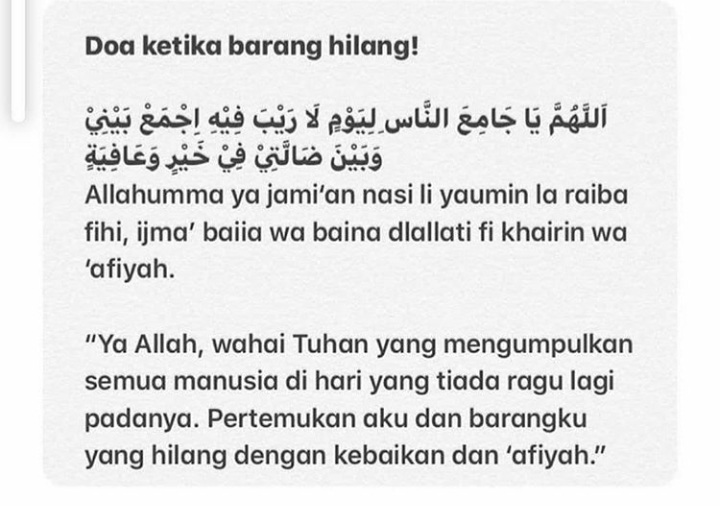 Doa ketika barang hilang!
اَللّٰهُمَّ يَا جَامِعَ النَّاسِ لِيَوْمٍ لَا رَيْبَ فِيْهِ اِجْمَعْ بَيْنِيْ
وَبَيْنَ ضَالَّتِيْ فِيْ خَيْرٍ وَعَافِيَةٍ
Allahumma ya jami’an nasi li yaumin la raiba
fihi, ijma’ baiia wa baina dlallati fi khairin wa
‘afiyah.
“Ya Allah, wahai Tuhan yang mengumpulkan
semua manusia di hari yang tiada ragu lagi
padanya. Pertemukan aku dan barangku
yang hilang dengan kebaikan dan ‘afiyah.”